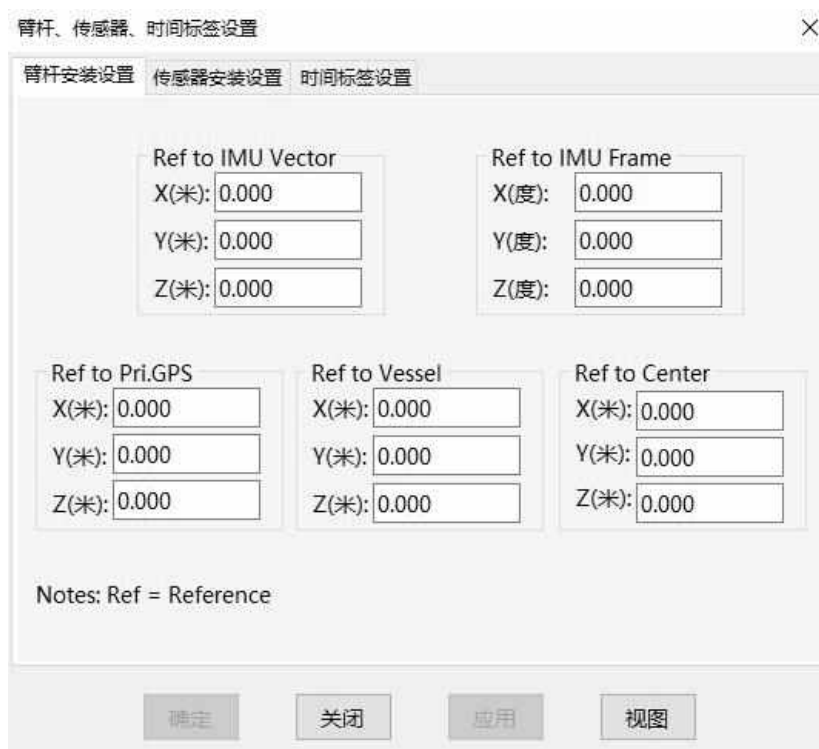 臂杆、传感器、时间标签设置
臂杆安装设置 传感器安装设置 时间标签设置
Ref to IMU Vector Ref to IMU Frame
X(米): 0.000 X(度): 0.000
Y(米): 0.000 Y(度): 0.000
Z(米): 0.000 Z(度): 0.000
Ref to Pri.GPS Ref to Vessel Ref to Center
X(米): 0.000 X(米): 0.000 X(米): 0.000
Y(米): 0.000 Y(米): 0.000 Y(米): 0.000
Z(米): 0.000 Z(米): 0.000 Z(米): 0.000
Notes: Ref = Reference
确定 关闭 应用 视图